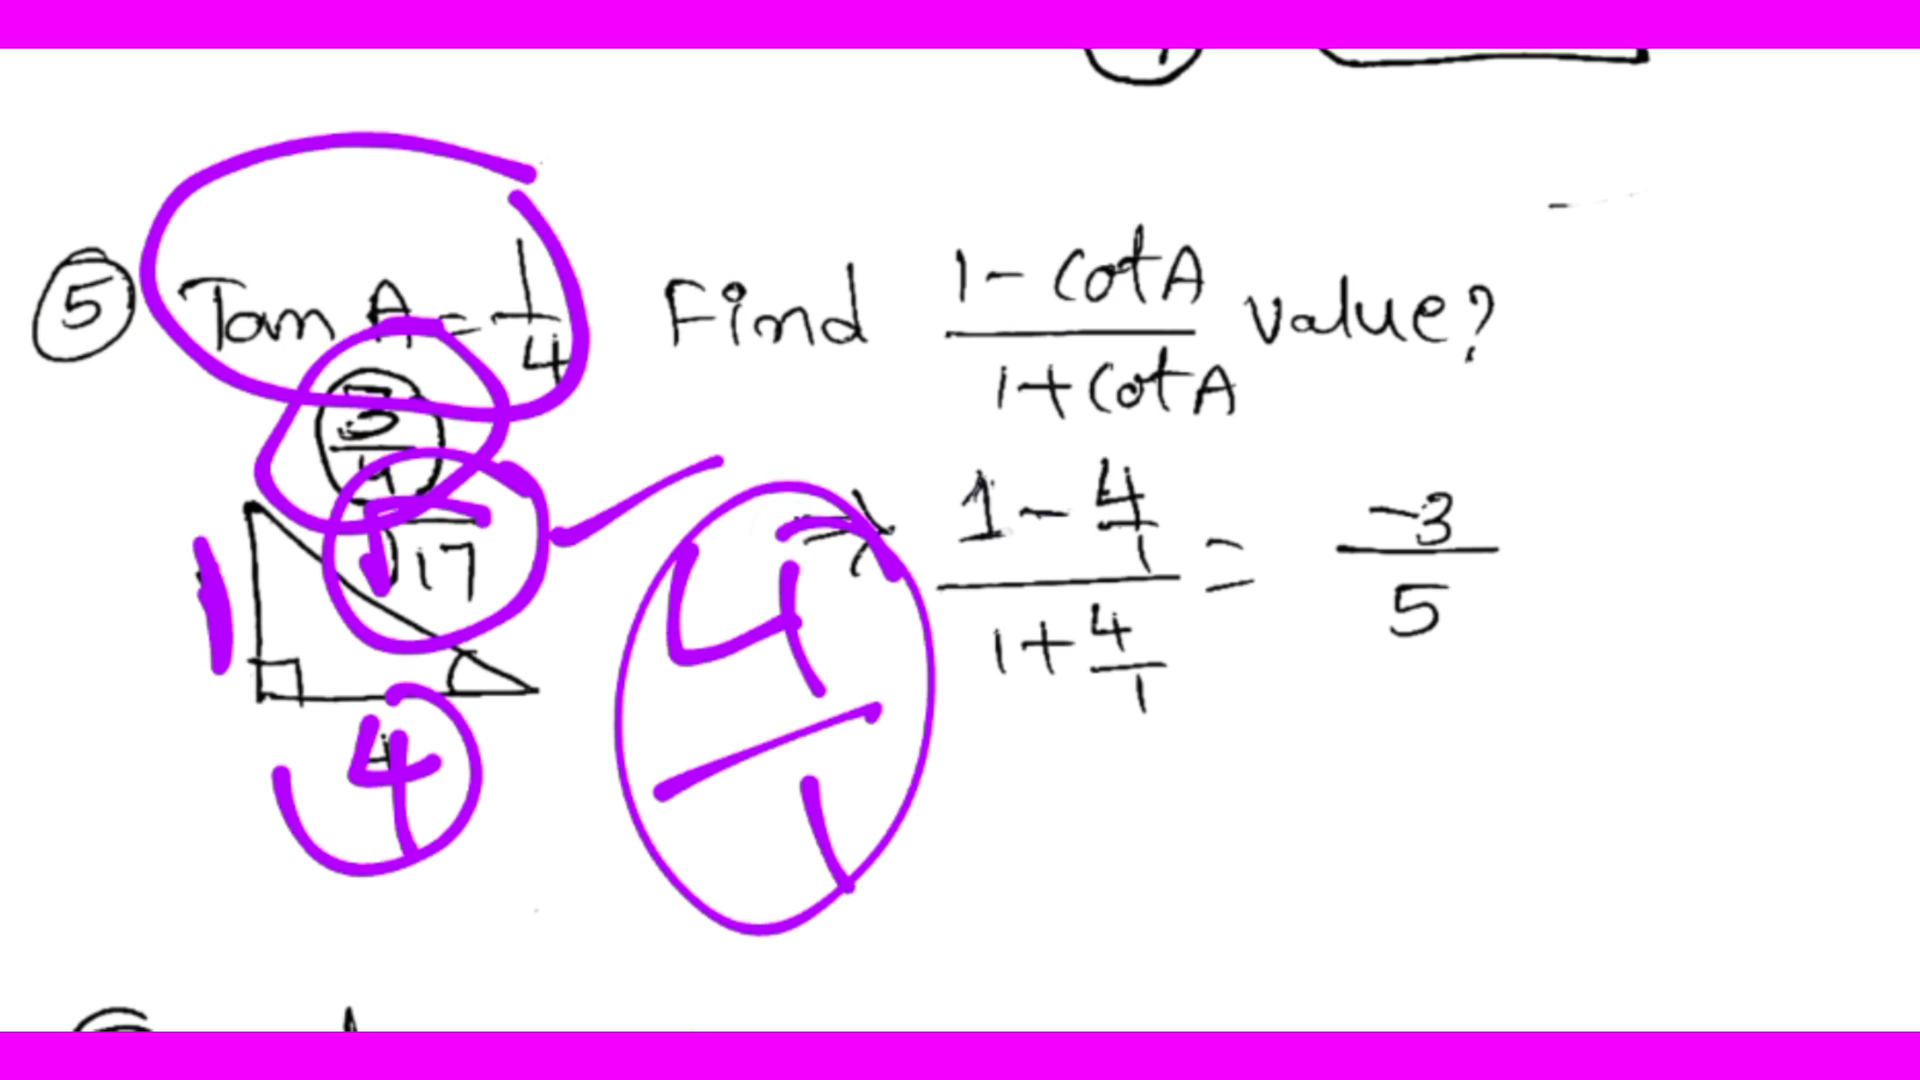 ⑤ Tan A = 1/4 Find (1 - cot A)/(1 + cot A) value?
3/4
√17
1
4
4/1
⇒ (1 - 4/1)/(1 + 4/1) = -3/5